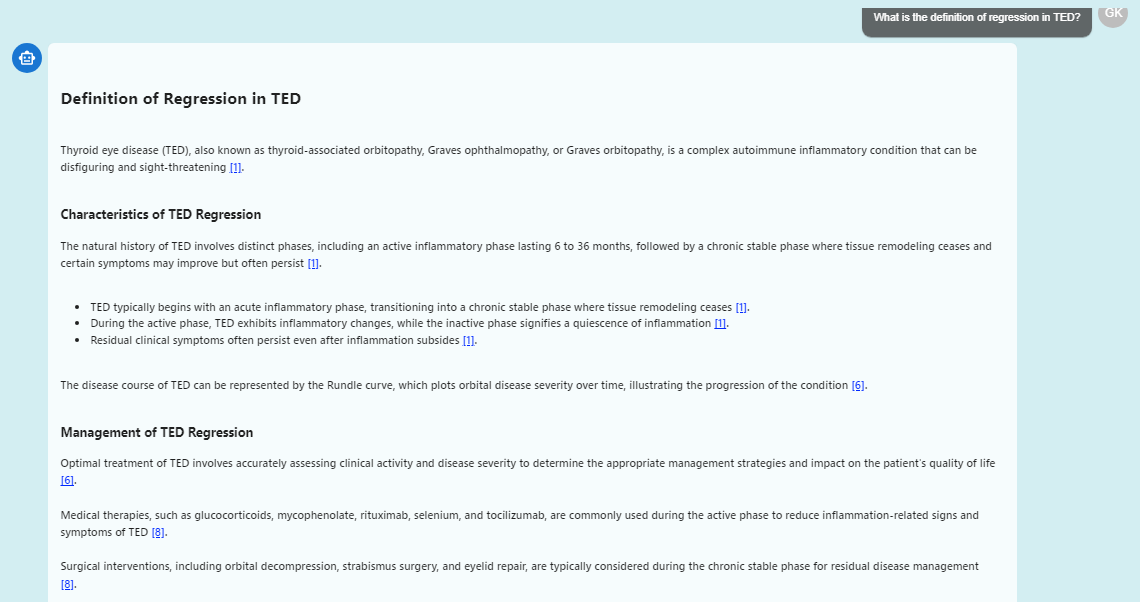 What is the definition of regression in TED?
GK
Definition of Regression in TED
Thyroid eye disease (TED), also known as thyroid-associated orbitopathy, Graves ophthalmopathy, or Graves orbitopathy, is a complex autoimmune inflammatory condition that can be
disfiguring and sight-threatening [1].
Characteristics of TED Regression
The natural history of TED involves distinct phases, including an active inflammatory phase lasting 6 to 36 months, followed by a chronic stable phase where tissue remodeling ceases and
certain symptoms may improve but often persist [1].
• TED typically begins with an acute inflammatory phase, transitioning into a chronic stable phase where tissue remodeling ceases [1].
• During the active phase, TED exhibits inflammatory changes, while the inactive phase signifies a quiescence of inflammation [1].
• Residual clinical symptoms often persist even after inflammation subsides [1].
The disease course of TED can be represented by the Rundle curve, which plots orbital disease severity over time, illustrating the progression of the condition [6].
Management of TED Regression
Optimal treatment of TED involves accurately assessing clinical activity and disease severity to determine the appropriate management strategies and impact on the patient's quality of life
[6].
Medical therapies, such as glucocorticoids, mycophenolate, rituximab, selenium, and tocilizumab, are commonly used during the active phase to reduce inflammation-related signs and
symptoms of TED [8].
Surgical interventions, including orbital decompression, strabismus surgery, and eyelid repair, are typically considered during the chronic stable phase for residual disease management
[8].